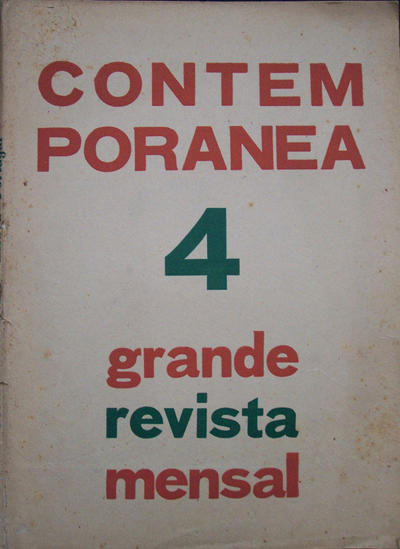 CONTEM
PORANEA
4
grande
revista
mensal